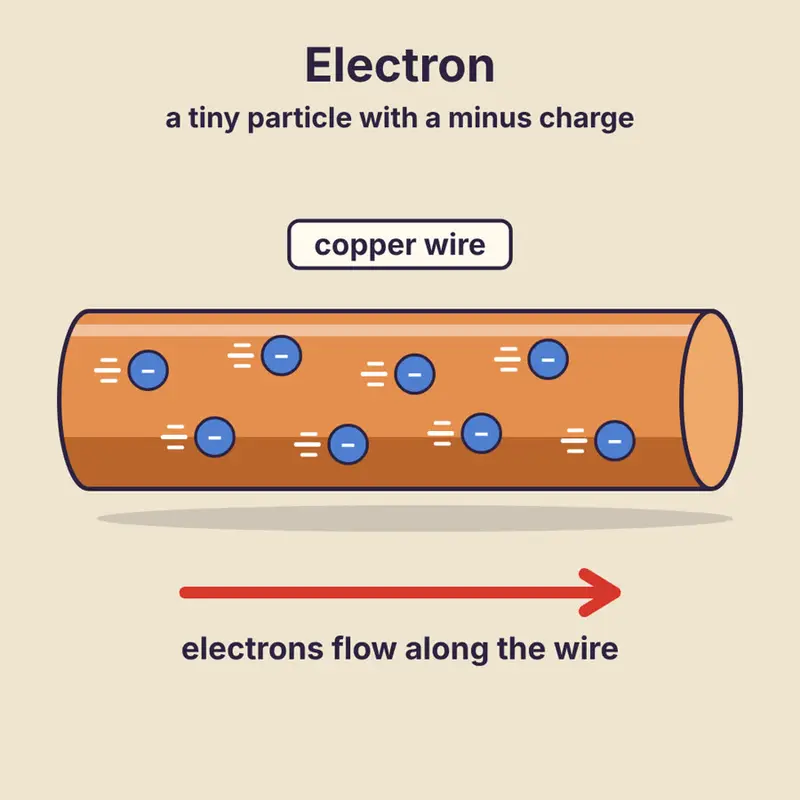 Electron
a tiny particle with a minus charge
copper wire
− − − −
− − − −
electrons flow along the wire